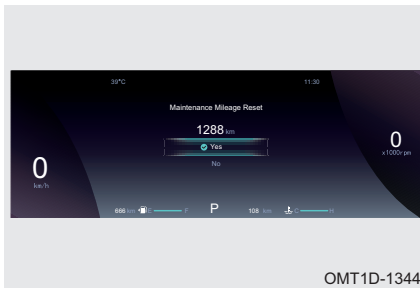 39°C 11:30
Maintenance Mileage Reset
1288 km
Yes
No
0
km/h
0
x1000rpm
666 km E F P 108 km C H
OMT1D-1344